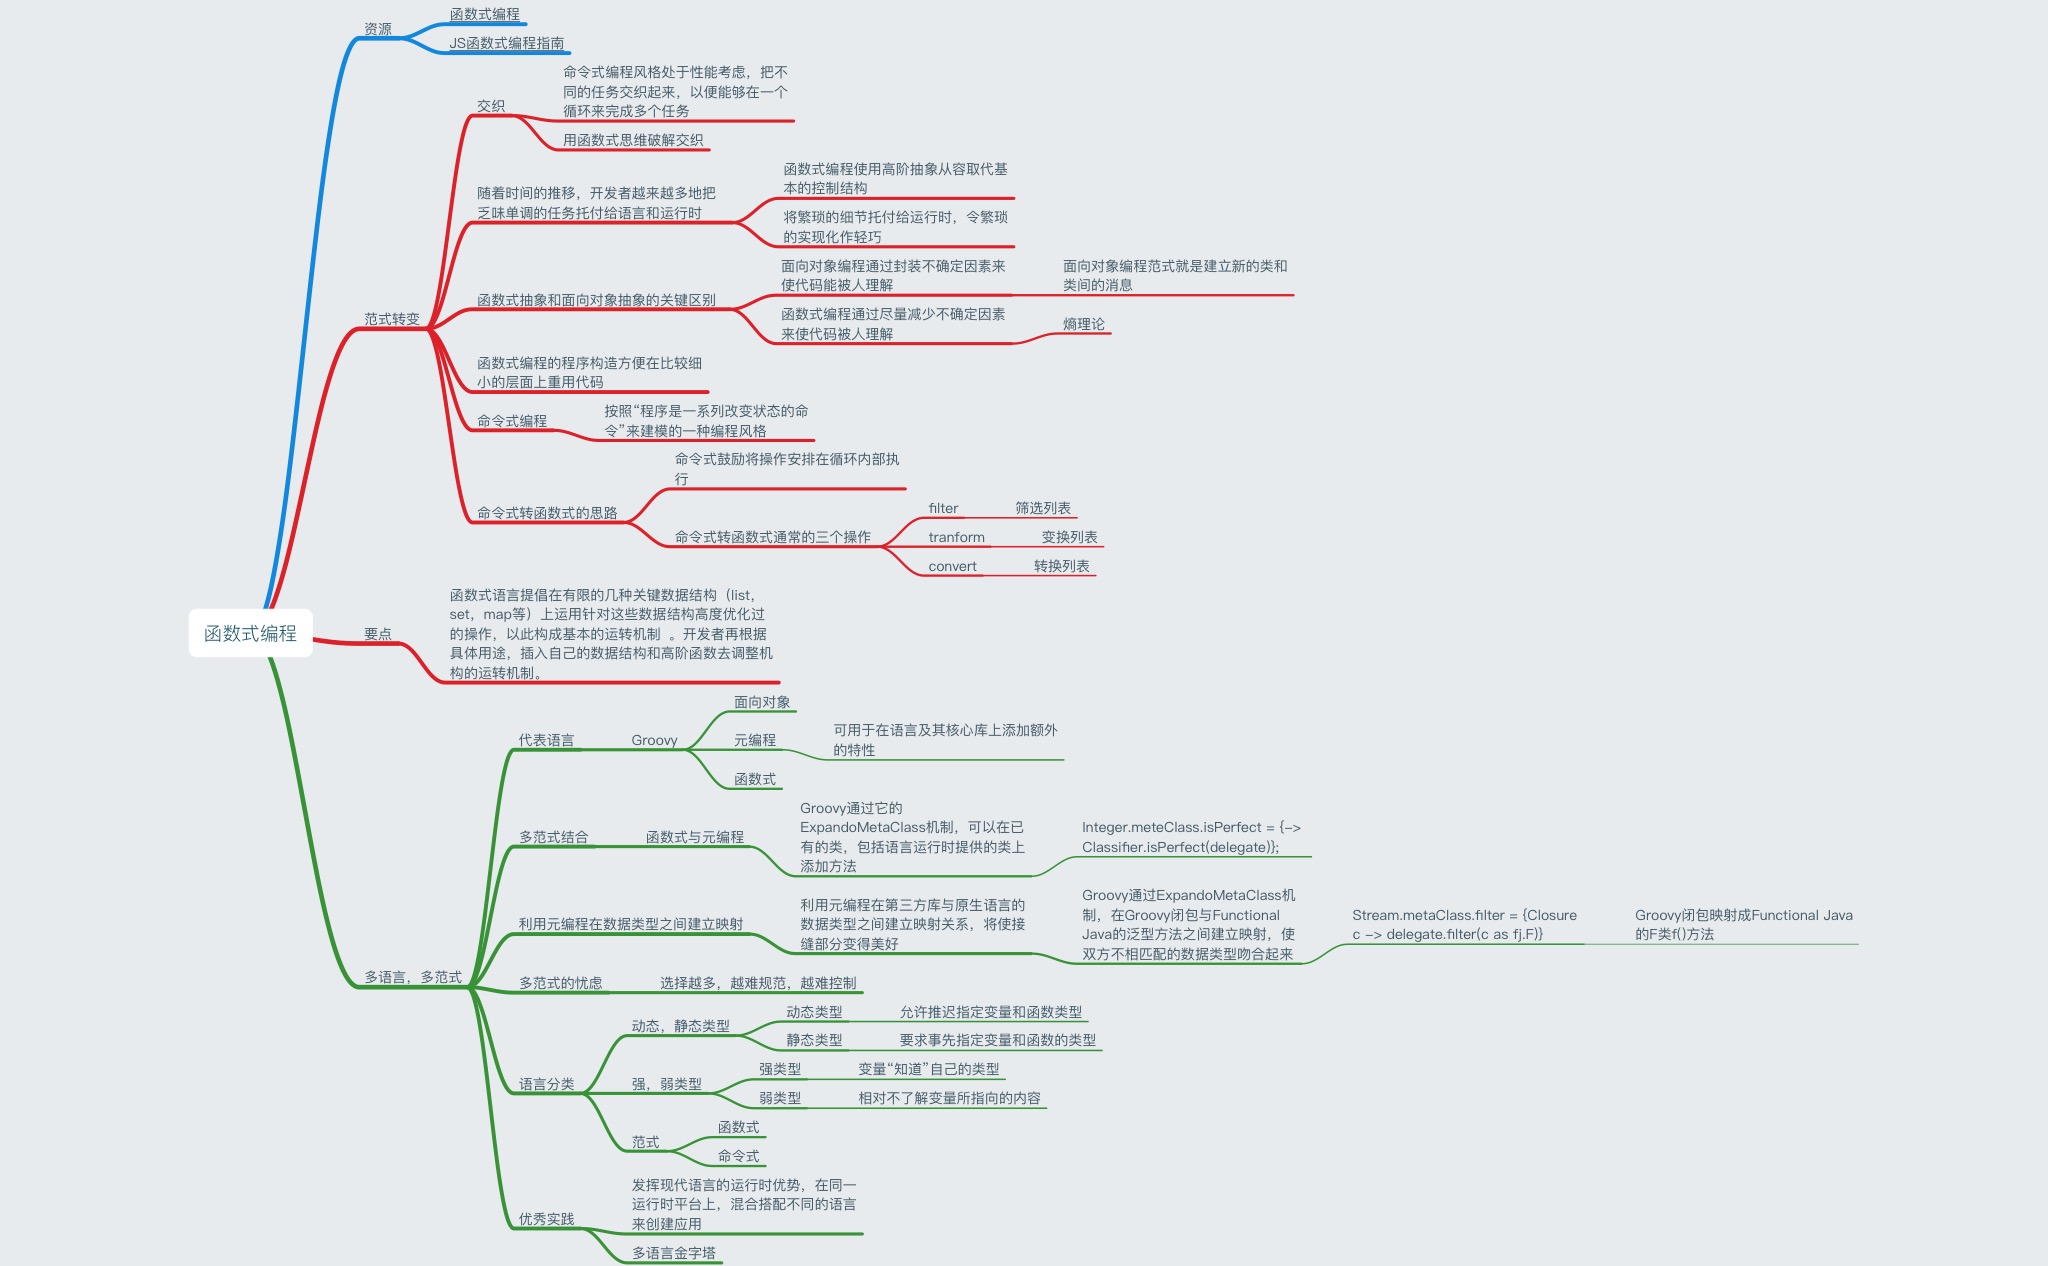 函数式编程
资源
函数式编程
JS函数式编程指南
范式转变
交织
命令式编程风格处于性能考虑，把不
同的任务交织起来，以便能够在一个
循环来完成多个任务
用函数式思维破解交织
随着时间的推移，开发者越来越多地把
乏味单调的任务托付给语言和运行时
函数式编程使用高阶抽象从容取代基
本的控制结构
将繁琐的细节托付给运行时，令繁琐
的实现化作轻巧
函数式抽象和面向对象抽象的关键区别
面向对象编程通过封装不确定因素来
使代码能被人理解
面向对象编程范式就是建立新的类和
类间的消息
函数式编程通过尽量减少不确定因素
来使代码被人理解
熵理论
函数式编程的程序构造方便在比较细
小的层面上重用代码
命令式编程
按照“程序是一系列改变状态的命
令”来建模的一种编程风格
命令式转函数式的思路
命令式鼓励将操作安排在循环内部执
行
命令式转函数式通常的三个操作
filter
筛选列表
tranform
变换列表
convert
转换列表
要点
函数式语言提倡在有限的几种关键数据结构（list，
set，map等）上运用针对这些数据结构高度优化过
的操作，以此构成基本的运转机制 。开发者再根据
具体用途，插入自己的数据结构和高阶函数去调整机
构的运转机制。
多语言，多范式
代表语言
Groovy
面向对象
元编程
可用于在语言及其核心库上添加额外
的特性
函数式
多范式结合
函数式与元编程
Groovy通过它的
ExpandoMetaClass机制，可以在已
有的类，包括语言运行时提供的类上
添加方法
Integer.meteClass.isPerfect = {->
Classifier.isPerfect(delegate)};
利用元编程在数据类型之间建立映射
利用元编程在第三方库与原生语言的
数据类型之间建立映射关系，将使接
缝部分变得美好
Groovy通过ExpandoMetaClass机
制，在Groovy闭包与Functional
Java的泛型方法之间建立映射，使
双方不相匹配的数据类型吻合起来
Stream.metaClass.filter = {Closure
c -> delegate.filter(c as fj.F)}
Groovy闭包映射成Functional Java
的F类f()方法
多范式的忧虑
选择越多，越难规范，越难控制
语言分类
动态，静态类型
动态类型
允许推迟指定变量和函数类型
静态类型
要求事先指定变量和函数的类型
强，弱类型
强类型
变量“知道”自己的类型
弱类型
相对不了解变量所指向的内容
范式
函数式
命令式
优秀实践
发挥现代语言的运行时优势，在同一
运行时平台上，混合搭配不同的语言
来创建应用
多语言金字塔